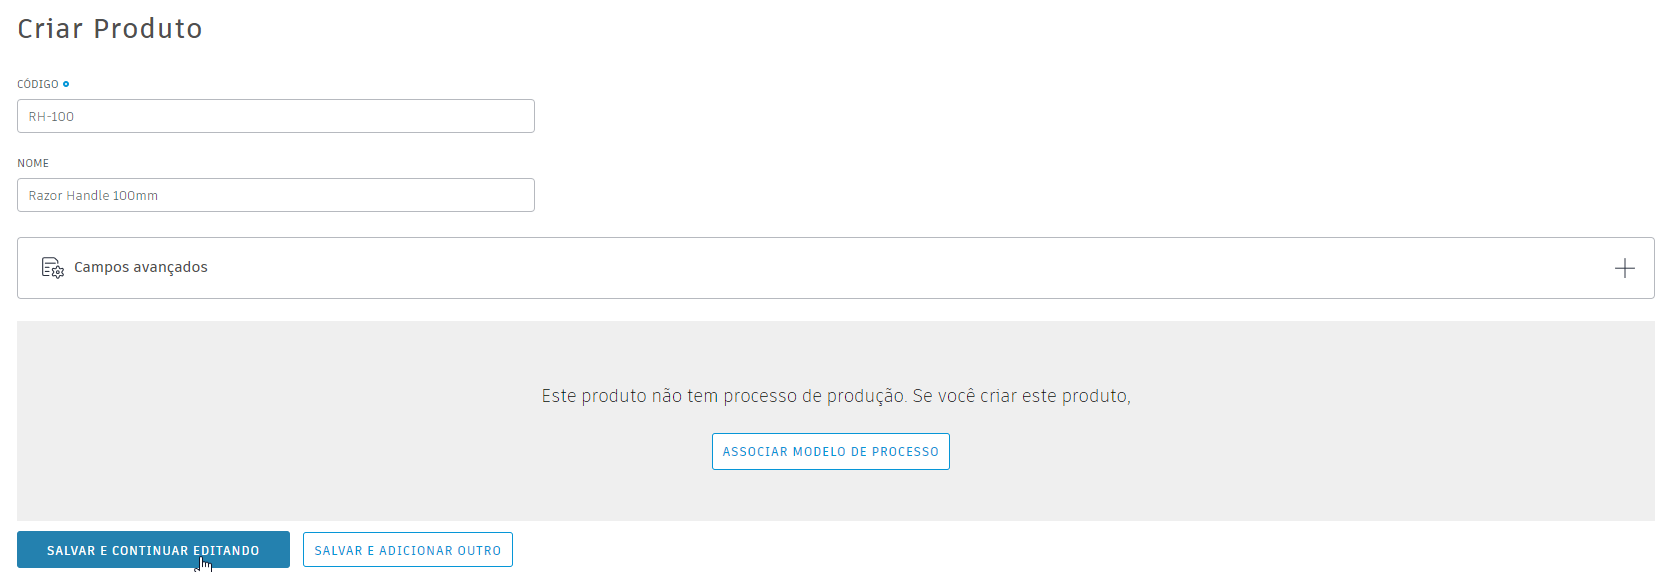 Criar Produto
CÓDIGO
RH-100
NOME
Razor Handle 100mm
Campos avançados
Este produto não tem processo de produção. Se você criar este produto,
ASSOCIAR MODELO DE PROCESSO
SALVAR E CONTINUAR EDITANDO
SALVAR E ADICIONAR OUTRO